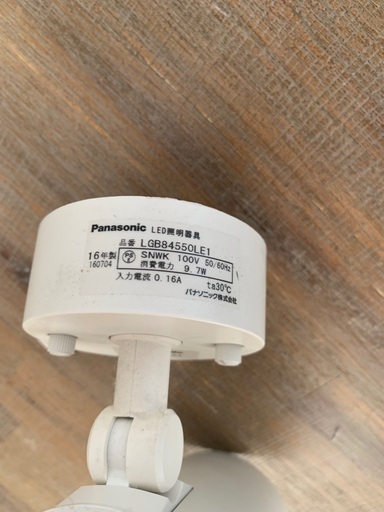 Panasonic LED照明器具
品番 LGB84550LE1
16年製 PS E SNWK 100V 50/60Hz
160704 消費電力 9.7W
入力電流 0.16A ta30℃
パナソニック株式会社